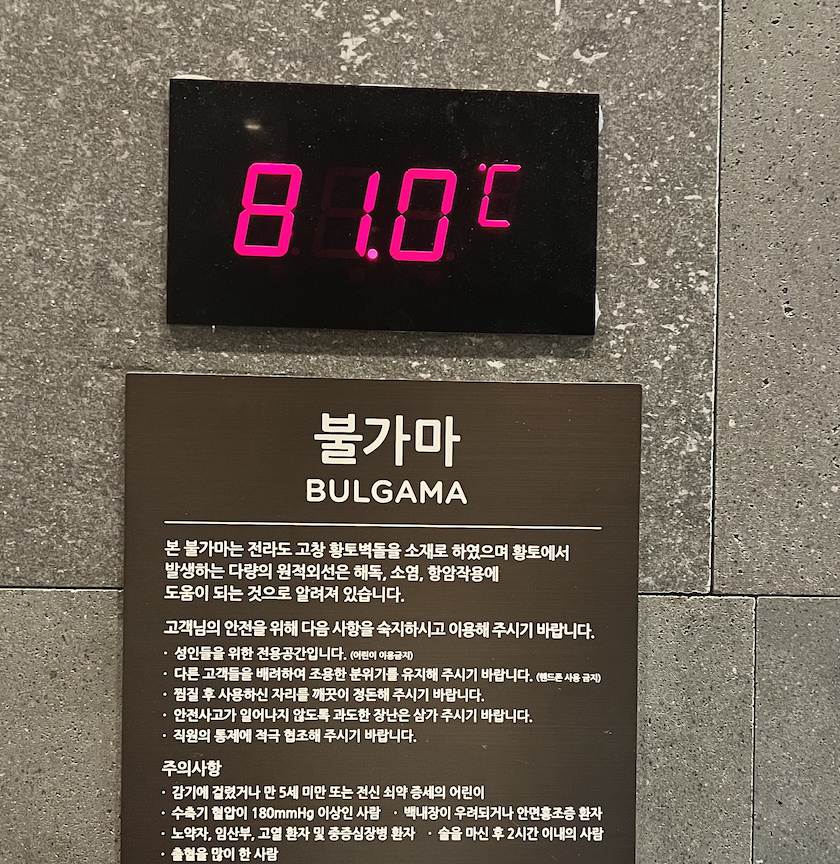 81.0℃
불가마
BULGAMA
본 불가마는 전라도 고창 황토벽돌을 소재로 하였으며 황토에서
발생하는 다량의 원적외선은 해독, 소염, 항암작용에
도움이 되는 것으로 알려져 있습니다.
고객님의 안전을 위해 다음 사항을 숙지하시고 이용해 주시기 바랍니다.
· 성인들을 위한 전용공간입니다. (어린이 이용금지)
· 다른 고객들을 배려하여 조용한 분위기를 유지해 주시기 바랍니다. (핸드폰 사용 금지)
· 찜질 후 사용하신 자리를 깨끗이 정돈해 주시기 바랍니다.
· 안전사고가 일어나지 않도록 과도한 장난은 삼가 주시기 바랍니다.
· 직원의 통제에 적극 협조해 주시기 바랍니다.
주의사항
· 감기에 걸렸거나 만 5세 미만 또는 전신 쇠약 증세의 어린이
· 수축기 혈압이 180mmHg 이상인 사람 · 백내장이 우려되거나 안면홍조증 환자
· 노약자, 임산부, 고열 환자 및 중증심장병 환자 · 술을 마신 후 2시간 이내의 사람
· 출혈을 많이 한 사람